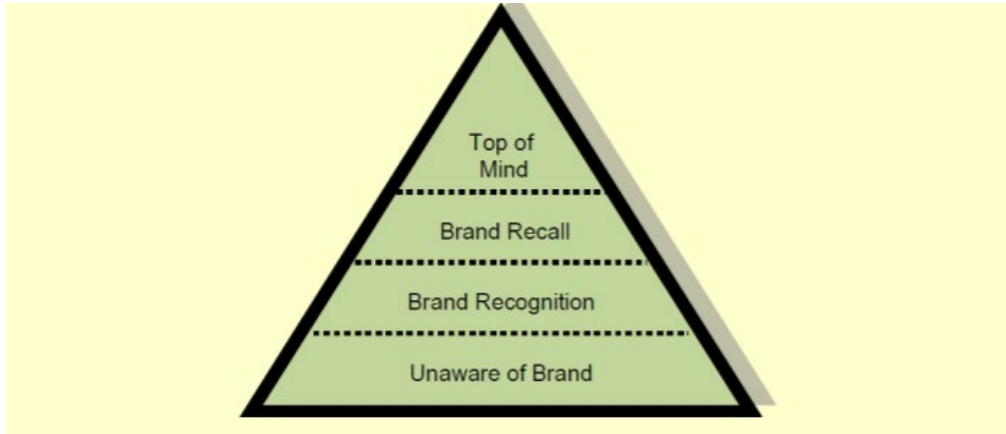 Top of
Mind
Brand Recall
Brand Recognition
Unaware of Brand